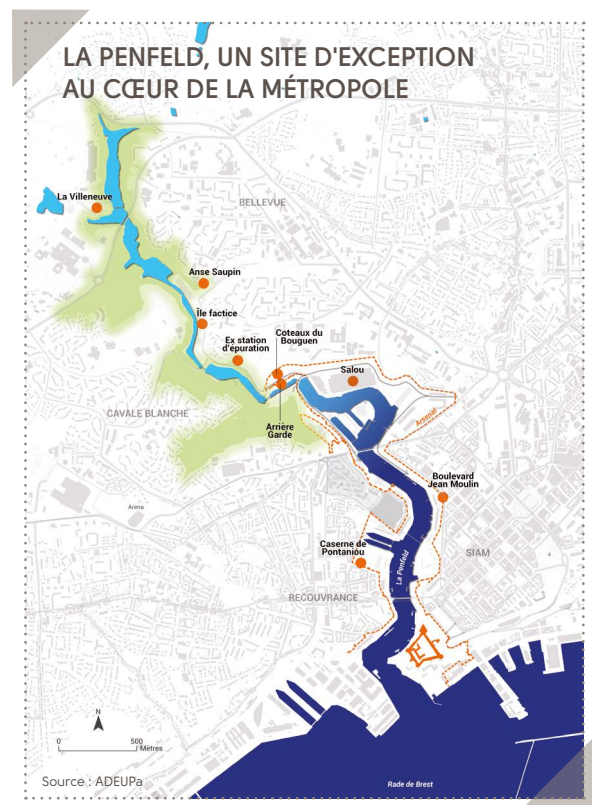 LA PENFELD, UN SITE D'EXCEPTION
AU CŒUR DE LA MÉTROPOLE
La Villeneuve
BELLEVUE
Anse Saupin
Île factice
Ex station
d'épuration
Coteaux du
Bouguen
Salou
CAVALE BLANCHE
Arrière
Garde
Arsenal
Boulevard
Jean Moulin
Arena
Caserne de
Pontaniou
La Penfeld
SIAM
RECOUVRANCE
N
0 500
Mètres
Source : ADEUPa
Rade de Brest